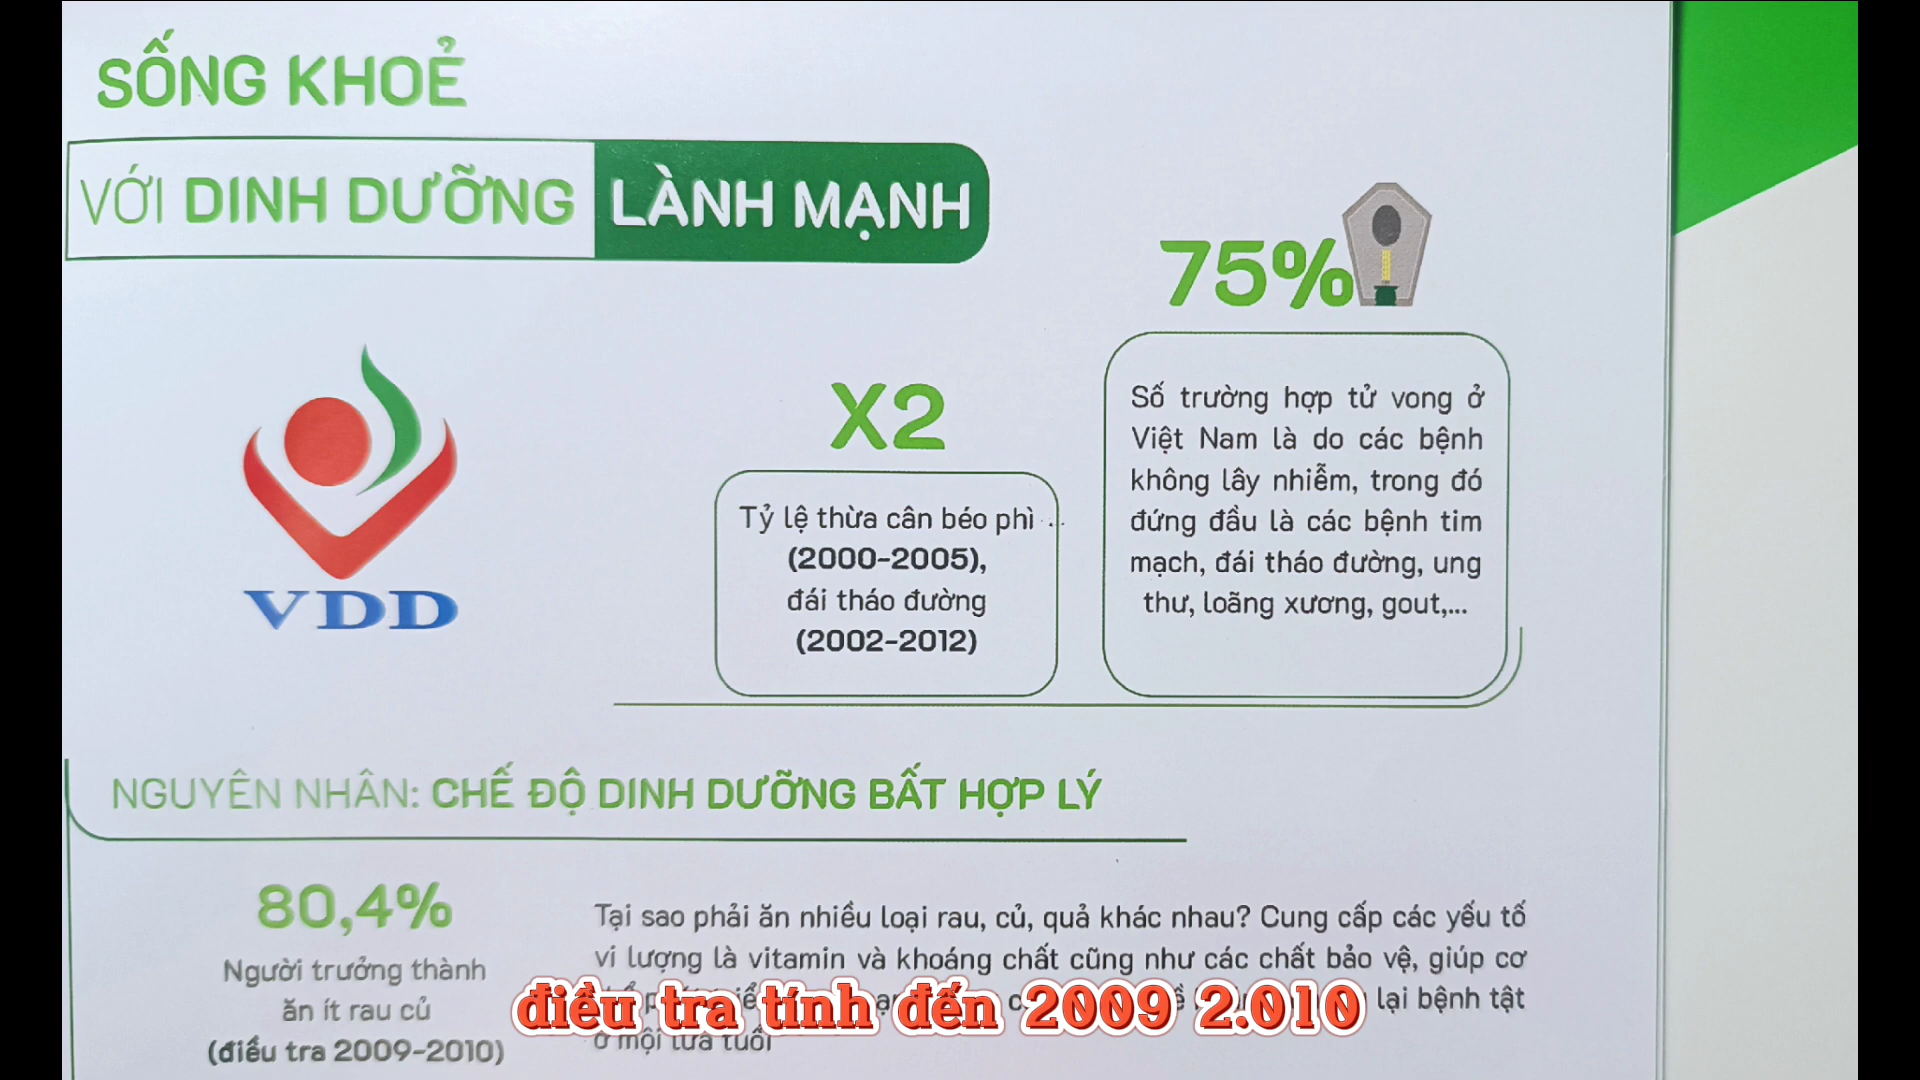 SỐNG KHOẺ
VỚI DINH DƯỠNG LÀNH MẠNH
75%
Số trường hợp tử vong ở
Việt Nam là do các bệnh
không lây nhiễm, trong đó
đứng đầu là các bệnh tim
mạch, đái tháo đường, ung
thư, loãng xương, gout,...
X2
Tỷ lệ thừa cân béo phì ...
(2000-2005),
đái tháo đường
(2002-2012)
VDD
NGUYÊN NHÂN: CHẾ ĐỘ DINH DƯỠNG BẤT HỢP LÝ
80,4%
Người trưởng thành
ăn ít rau củ
(điều tra 2009-2010)
Tại sao phải ăn nhiều loại rau, củ, quả khác nhau? Cung cấp các yếu tố
vi lượng là vitamin và khoáng chất cũng như các chất bảo vệ, giúp cơ
lại bệnh tật
ở mọi lứa tuổi
điều tra tính đến 2009 2.010